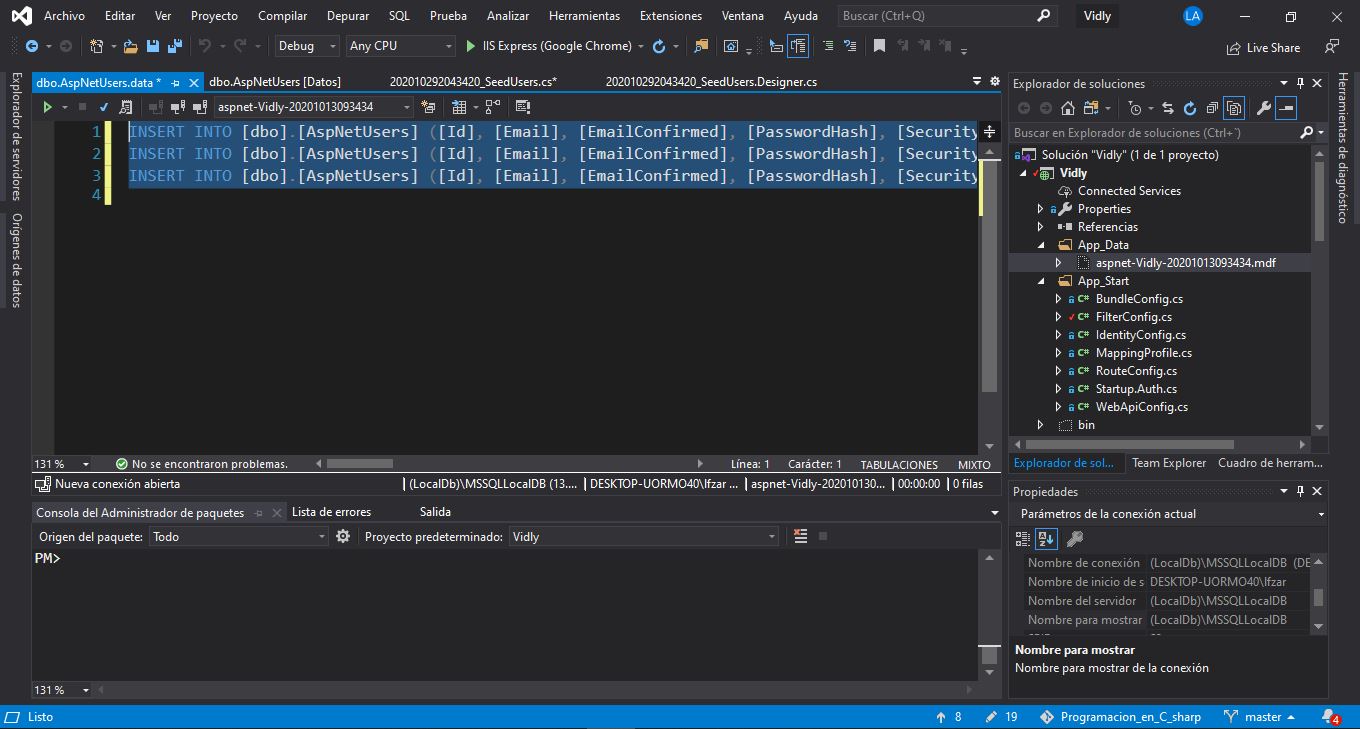 Archivo Editar Ver Proyecto Compilar Depurar SQL Prueba Analizar Herramientas Extensiones Ventana Ayuda Buscar (Ctrl+Q) Vidly LA
Debug Any CPU IIS Express (Google Chrome) Live Share
Explorador de servidores
Orígenes de datos
dbo.AspNetUsers.data* dbo.AspNetUsers [Datos] 202010292043420_SeedUsers.cs* 202010292043420_SeedUsers.Designer.cs
aspnet-Vidly-20201013093434
1 INSERT INTO [dbo].[AspNetUsers] ([Id], [Email], [EmailConfirmed], [PasswordHash], [Security
2 INSERT INTO [dbo].[AspNetUsers] ([Id], [Email], [EmailConfirmed], [PasswordHash], [Security
3 INSERT INTO [dbo].[AspNetUsers] ([Id], [Email], [EmailConfirmed], [PasswordHash], [Security
4
131 % No se encontraron problemas. Línea: 1 Carácter: 1 TABULACIONES MIXTO
Nueva conexión abierta | (LocalDb)\MSSQLLocalDB (13.... | DESKTOP-UORMO40\lfzar ... | aspnet-Vidly-202010130... | 00:00:00 | 0 filas
Consola del Administrador de paquetes Lista de errores Salida
Origen del paquete: Todo Proyecto predeterminado: Vidly
PM>
131 %
Explorador de soluciones
Buscar en Explorador de soluciones (Ctrl+´)
Solución "Vidly" (1 de 1 proyecto)
Vidly
Connected Services
Properties
Referencias
App_Data
aspnet-Vidly-20201013093434.mdf
App_Start
BundleConfig.cs
FilterConfig.cs
IdentityConfig.cs
MappingProfile.cs
RouteConfig.cs
Startup.Auth.cs
WebApiConfig.cs
bin
Explorador de sol... Team Explorer Cuadro de herram...
Propiedades
Parámetros de la conexión actual
Nombre de conexión (LocalDb)\MSSQLLocalDB (DE
Nombre de inicio de s DESKTOP-UORMO40\lfzar
Nombre del servidor (LocalDb)\MSSQLLocalDB
Nombre para mostrar (LocalDb)\MSSQLLocalDB
Nombre para mostrar
Nombre para mostrar de la conexión
Herramientas de diagnóstico
Listo 8 19 Programacion_en_C_sharp master 4